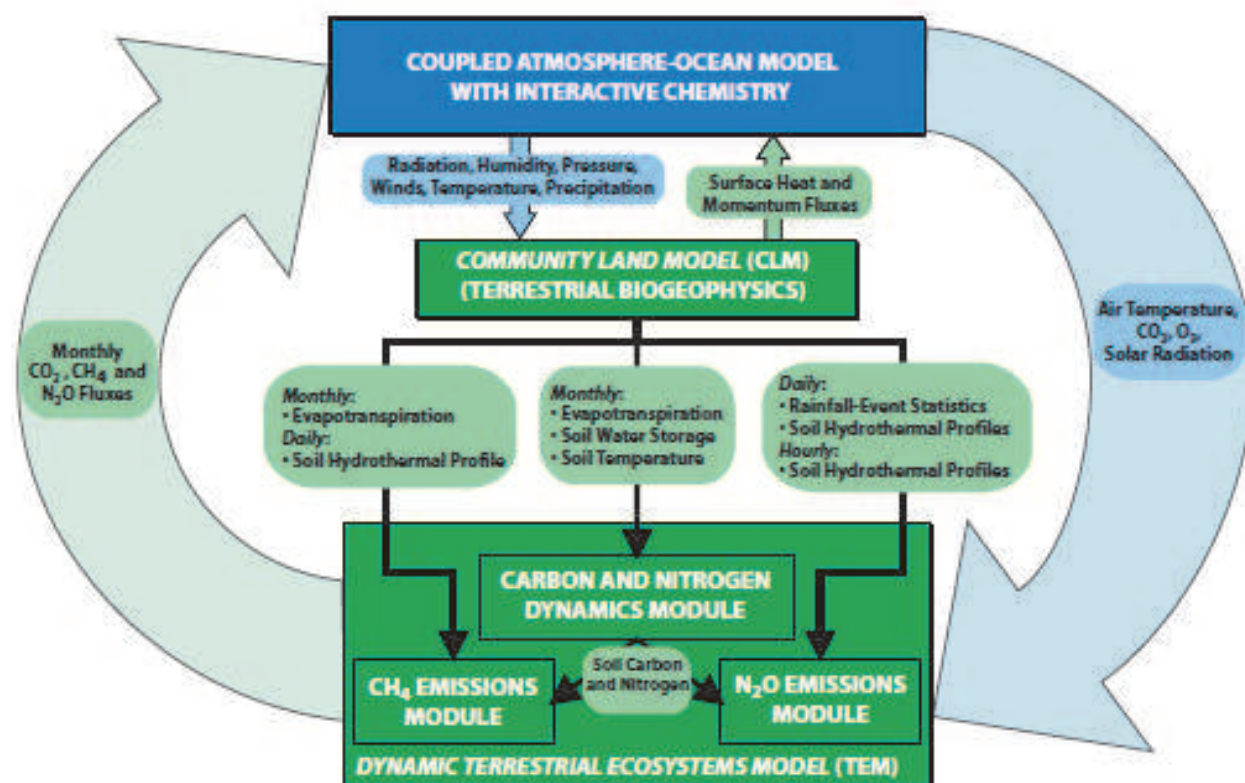 COUPLED ATMOSPHERE-OCEAN MODEL
WITH INTERACTIVE CHEMISTRY
Radiation, Humidity, Pressure,
Winds, Temperature, Precipitation
Surface Heat and
Momentum Fluxes
COMMUNITY LAND MODEL (CLM)
(TERRESTRIAL BIOGEOPHYSICS)
Air Temperature,
CO₂, O₃,
Solar Radiation
Monthly
CO₂, CH₄ and
N₂O Fluxes
Monthly:
• Evapotranspiration
Daily:
• Soil Hydrothermal Profile
Monthly:
• Evapotranspiration
• Soil Water Storage
• Soil Temperature
Daily:
• Rainfall-Event Statistics
• Soil Hydrothermal Profiles
Hourly:
• Soil Hydrothermal Profiles
CARBON AND NITROGEN
DYNAMICS MODULE
Soil Carbon
and Nitrogen
CH₄ EMISSIONS
MODULE
N₂O EMISSIONS
MODULE
DYNAMIC TERRESTRIAL ECOSYSTEMS MODEL (TEM)